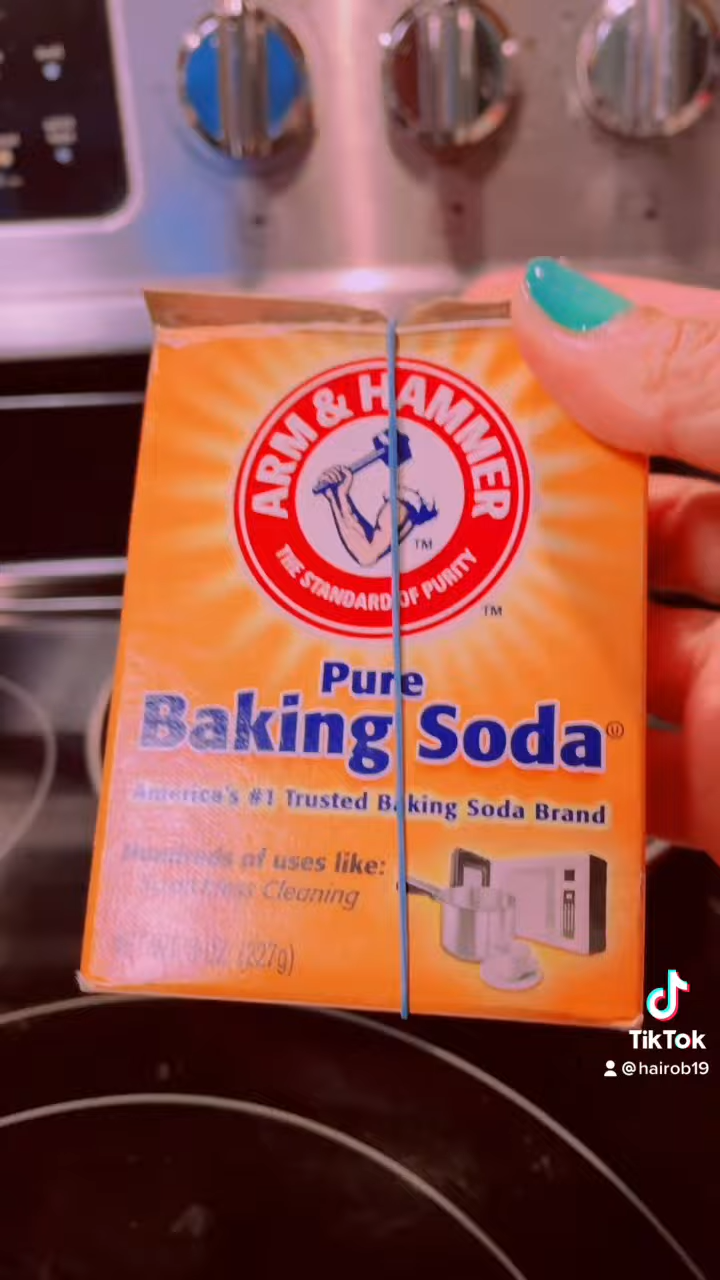 ARM & HAMMER
THE STANDARD OF PURITY
TM
TM
Pure
Baking Soda
America's #1 Trusted Baking Soda Brand
Hundreds of uses like:
Cleaning
(227g)
TikTok
@hairob19